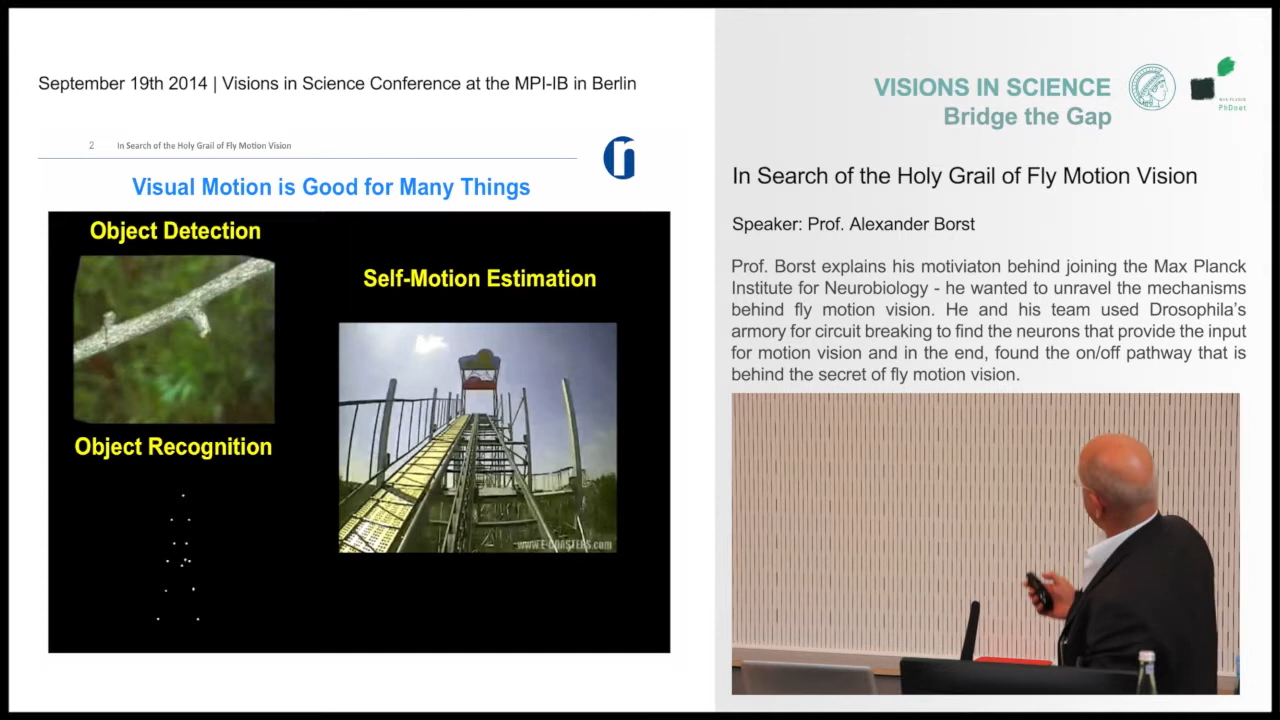 September 19th 2014 | Visions in Science Conference at the MPI-IB in Berlin
VISIONS IN SCIENCE
Bridge the Gap
MAX PLANCK
PhDnet
2 In Search of the Holy Grail of Fly Motion Vision
Visual Motion is Good for Many Things
Object Detection
Self-Motion Estimation
Object Recognition
www.E-COASTERS.com
In Search of the Holy Grail of Fly Motion Vision
Speaker: Prof. Alexander Borst
Prof. Borst explains his motiviaton behind joining the Max Planck
Institute for Neurobiology - he wanted to unravel the mechanisms
behind fly motion vision. He and his team used Drosophila's
armory for circuit breaking to find the neurons that provide the input
for motion vision and in the end, found the on/off pathway that is
behind the secret of fly motion vision.